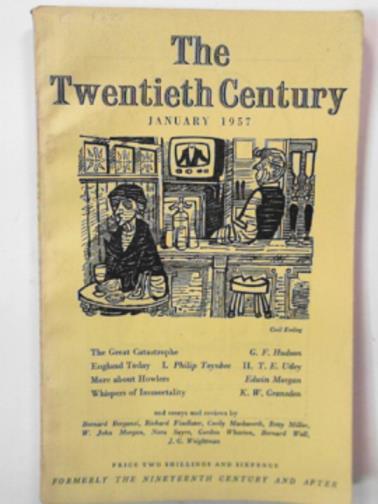 The
Twentieth Century
JANUARY 1957
The Great Catastrophe G. F. Hudson
England Today I. Philip Toynbee II. T. E. Utley
More about Howlers Edwin Morgan
Whispers of Immortality K. W. Gransden
and essays and reviews by
Bernard Bergonzi, Richard Findlater, Cecily Mackworth, Betty Miller,
W. John Morgan, Nora Sayre, Gordon Wharton, Bernard Wall,
J. G. Weightman
PRICE TWO SHILLINGS AND SIXPENCE
FORMERLY THE NINETEENTH CENTURY AND AFTER